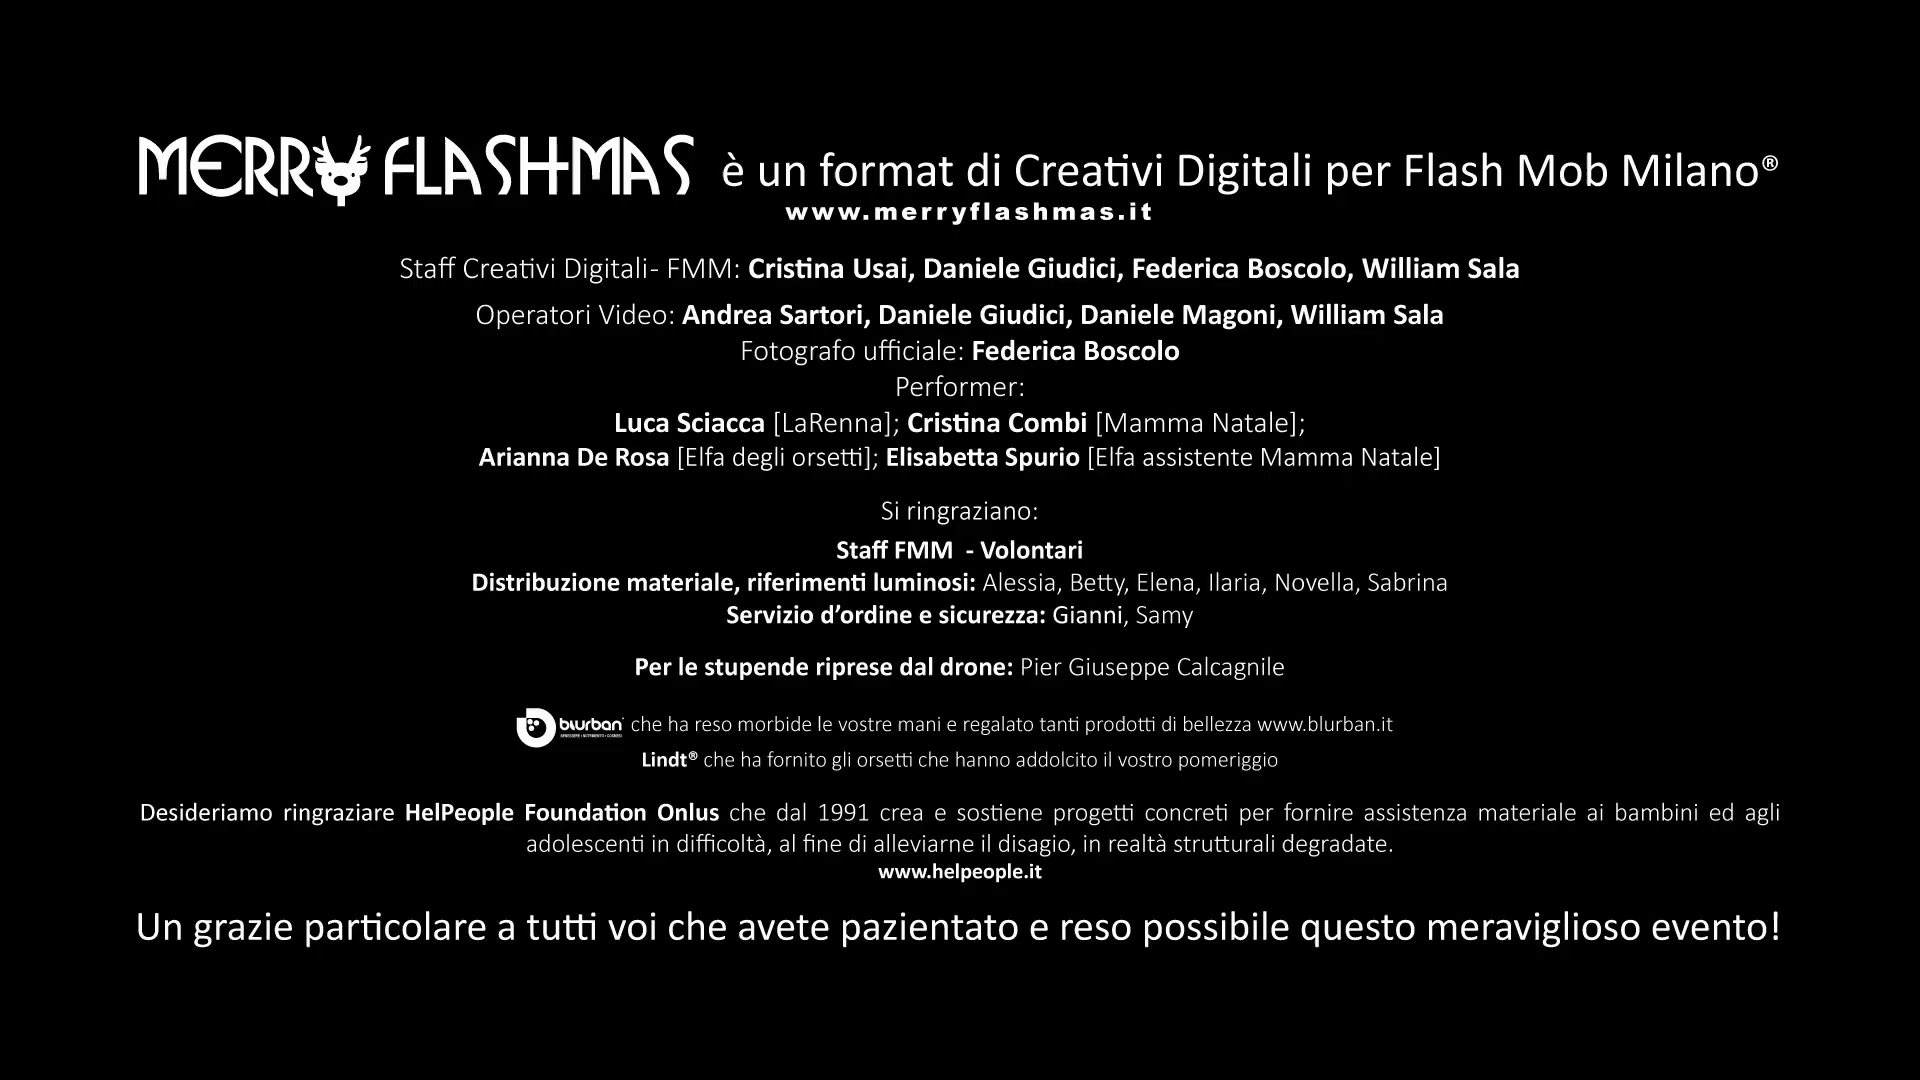 MERRY FLASHMAS è un format di Creativi Digitali per Flash Mob Milano®
www.merryflashmas.it
Staff Creativi Digitali- FMM: Cristina Usai, Daniele Giudici, Federica Boscolo, William Sala
Operatori Video: Andrea Sartori, Daniele Giudici, Daniele Magoni, William Sala
Fotografo ufficiale: Federica Boscolo
Performer:
Luca Sciacca [LaRenna]; Cristina Combi [Mamma Natale];
Arianna De Rosa [Elfa degli orsetti]; Elisabetta Spurio [Elfa assistente Mamma Natale]
Si ringraziano:
Staff FMM - Volontari
Distribuzione materiale, riferimenti luminosi: Alessia, Betty, Elena, Ilaria, Novella, Sabrina
Servizio d’ordine e sicurezza: Gianni, Samy
Per le stupende riprese dal drone: Pier Giuseppe Calcagnile
blurban che ha reso morbide le vostre mani e regalato tanti prodotti di bellezza www.blurban.it
Lindt® che ha fornito gli orsetti che hanno addolcito il vostro pomeriggio
Desideriamo ringraziare HelPeople Foundation Onlus che dal 1991 crea e sostiene progetti concreti per fornire assistenza materiale ai bambini ed agli
adolescenti in difficoltà, al fine di alleviarne il disagio, in realtà strutturali degradate.
www.helpeople.it
Un grazie particolare a tutti voi che avete pazientato e reso possibile questo meraviglioso evento!